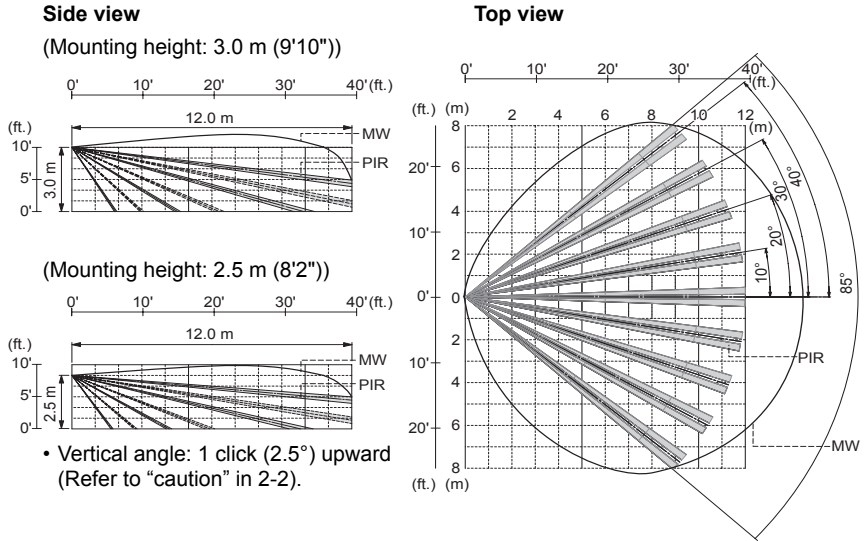 Side view
(Mounting height: 3.0 m (9'10"))
0' 10' 20' 30' 40' (ft.)
12.0 m
(ft.)
10'
5'
0'
3.0 m
MW
PIR
(Mounting height: 2.5 m (8'2"))
0' 10' 20' 30' 40' (ft.)
12.0 m
(ft.)
10'
5'
0'
2.5 m
MW
PIR
• Vertical angle: 1 click (2.5°) upward
(Refer to “caution” in 2-2).
Top view
0' 10' 20' 30' 40'
(ft.)
(ft.) (m)
2 4 6 8 10 12
(m)
8
20'
6
4
10'
2
0' 0
2
10'
4
6
20'
8
(ft.) (m)
10°
20°
30°
40°
85°
PIR
MW